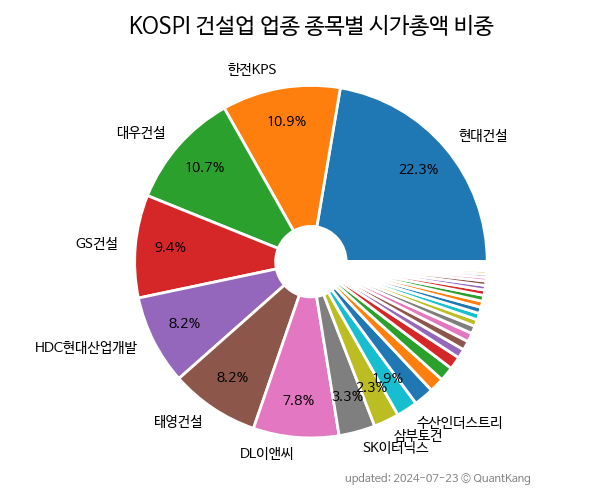 KOSPI 건설업 업종 종목별 시가총액 비중
한전KPS
10.9%
현대건설
22.3%
대우건설
10.7%
GS건설
9.4%
HDC현대산업개발
8.2%
태영건설
8.2%
DL이앤씨
7.8%
SK이터닉스
3.3%
삼부토건
2.3%
수산인더스트리
1.9%
updated: 2024-07-23 © QuantKang